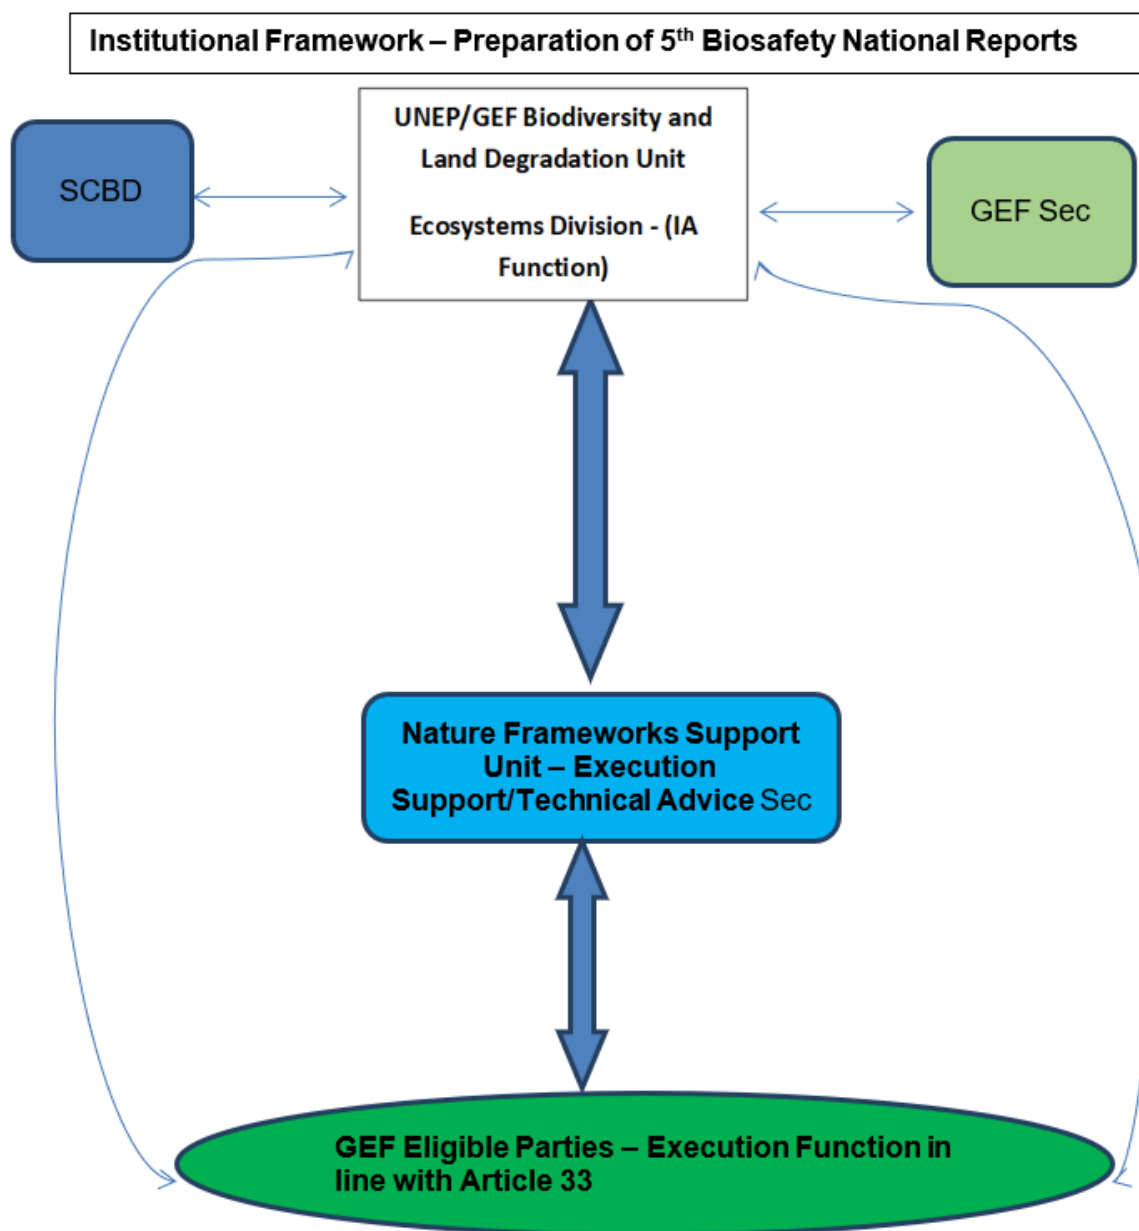 Institutional Framework – Preparation of 5th Biosafety National Reports
UNEP/GEF Biodiversity and
Land Degradation Unit
Ecosystems Division - (IA
Function)
SCBD
GEF Sec
Nature Frameworks Support
Unit – Execution
Support/Technical Advice Sec
GEF Eligible Parties – Execution Function in
line with Article 33